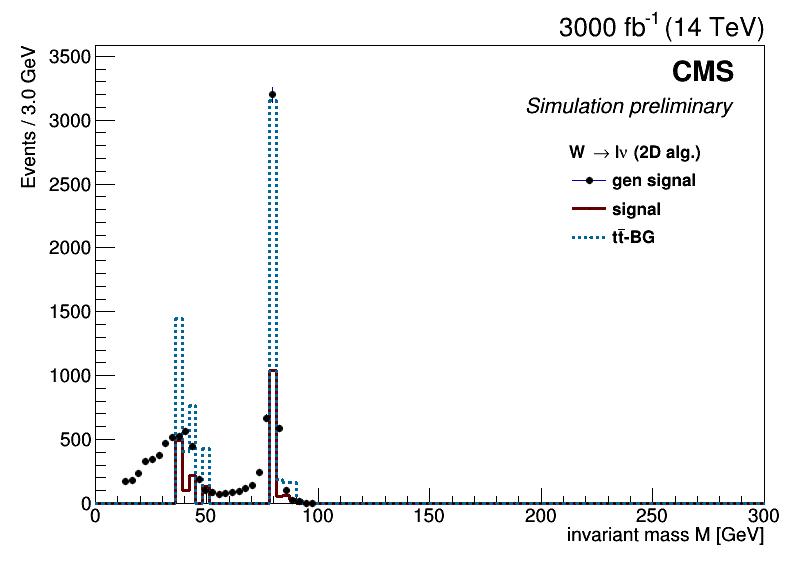 3000 fb⁻¹ (14 TeV)
Events / 3.0 GeV
3500
3000
2500
2000
1500
1000
500
0
CMS
Simulation preliminary
W → lν (2D alg.)
gen signal
signal
tt̄-BG
0 50 100 150 200 250 300
invariant mass M [GeV]